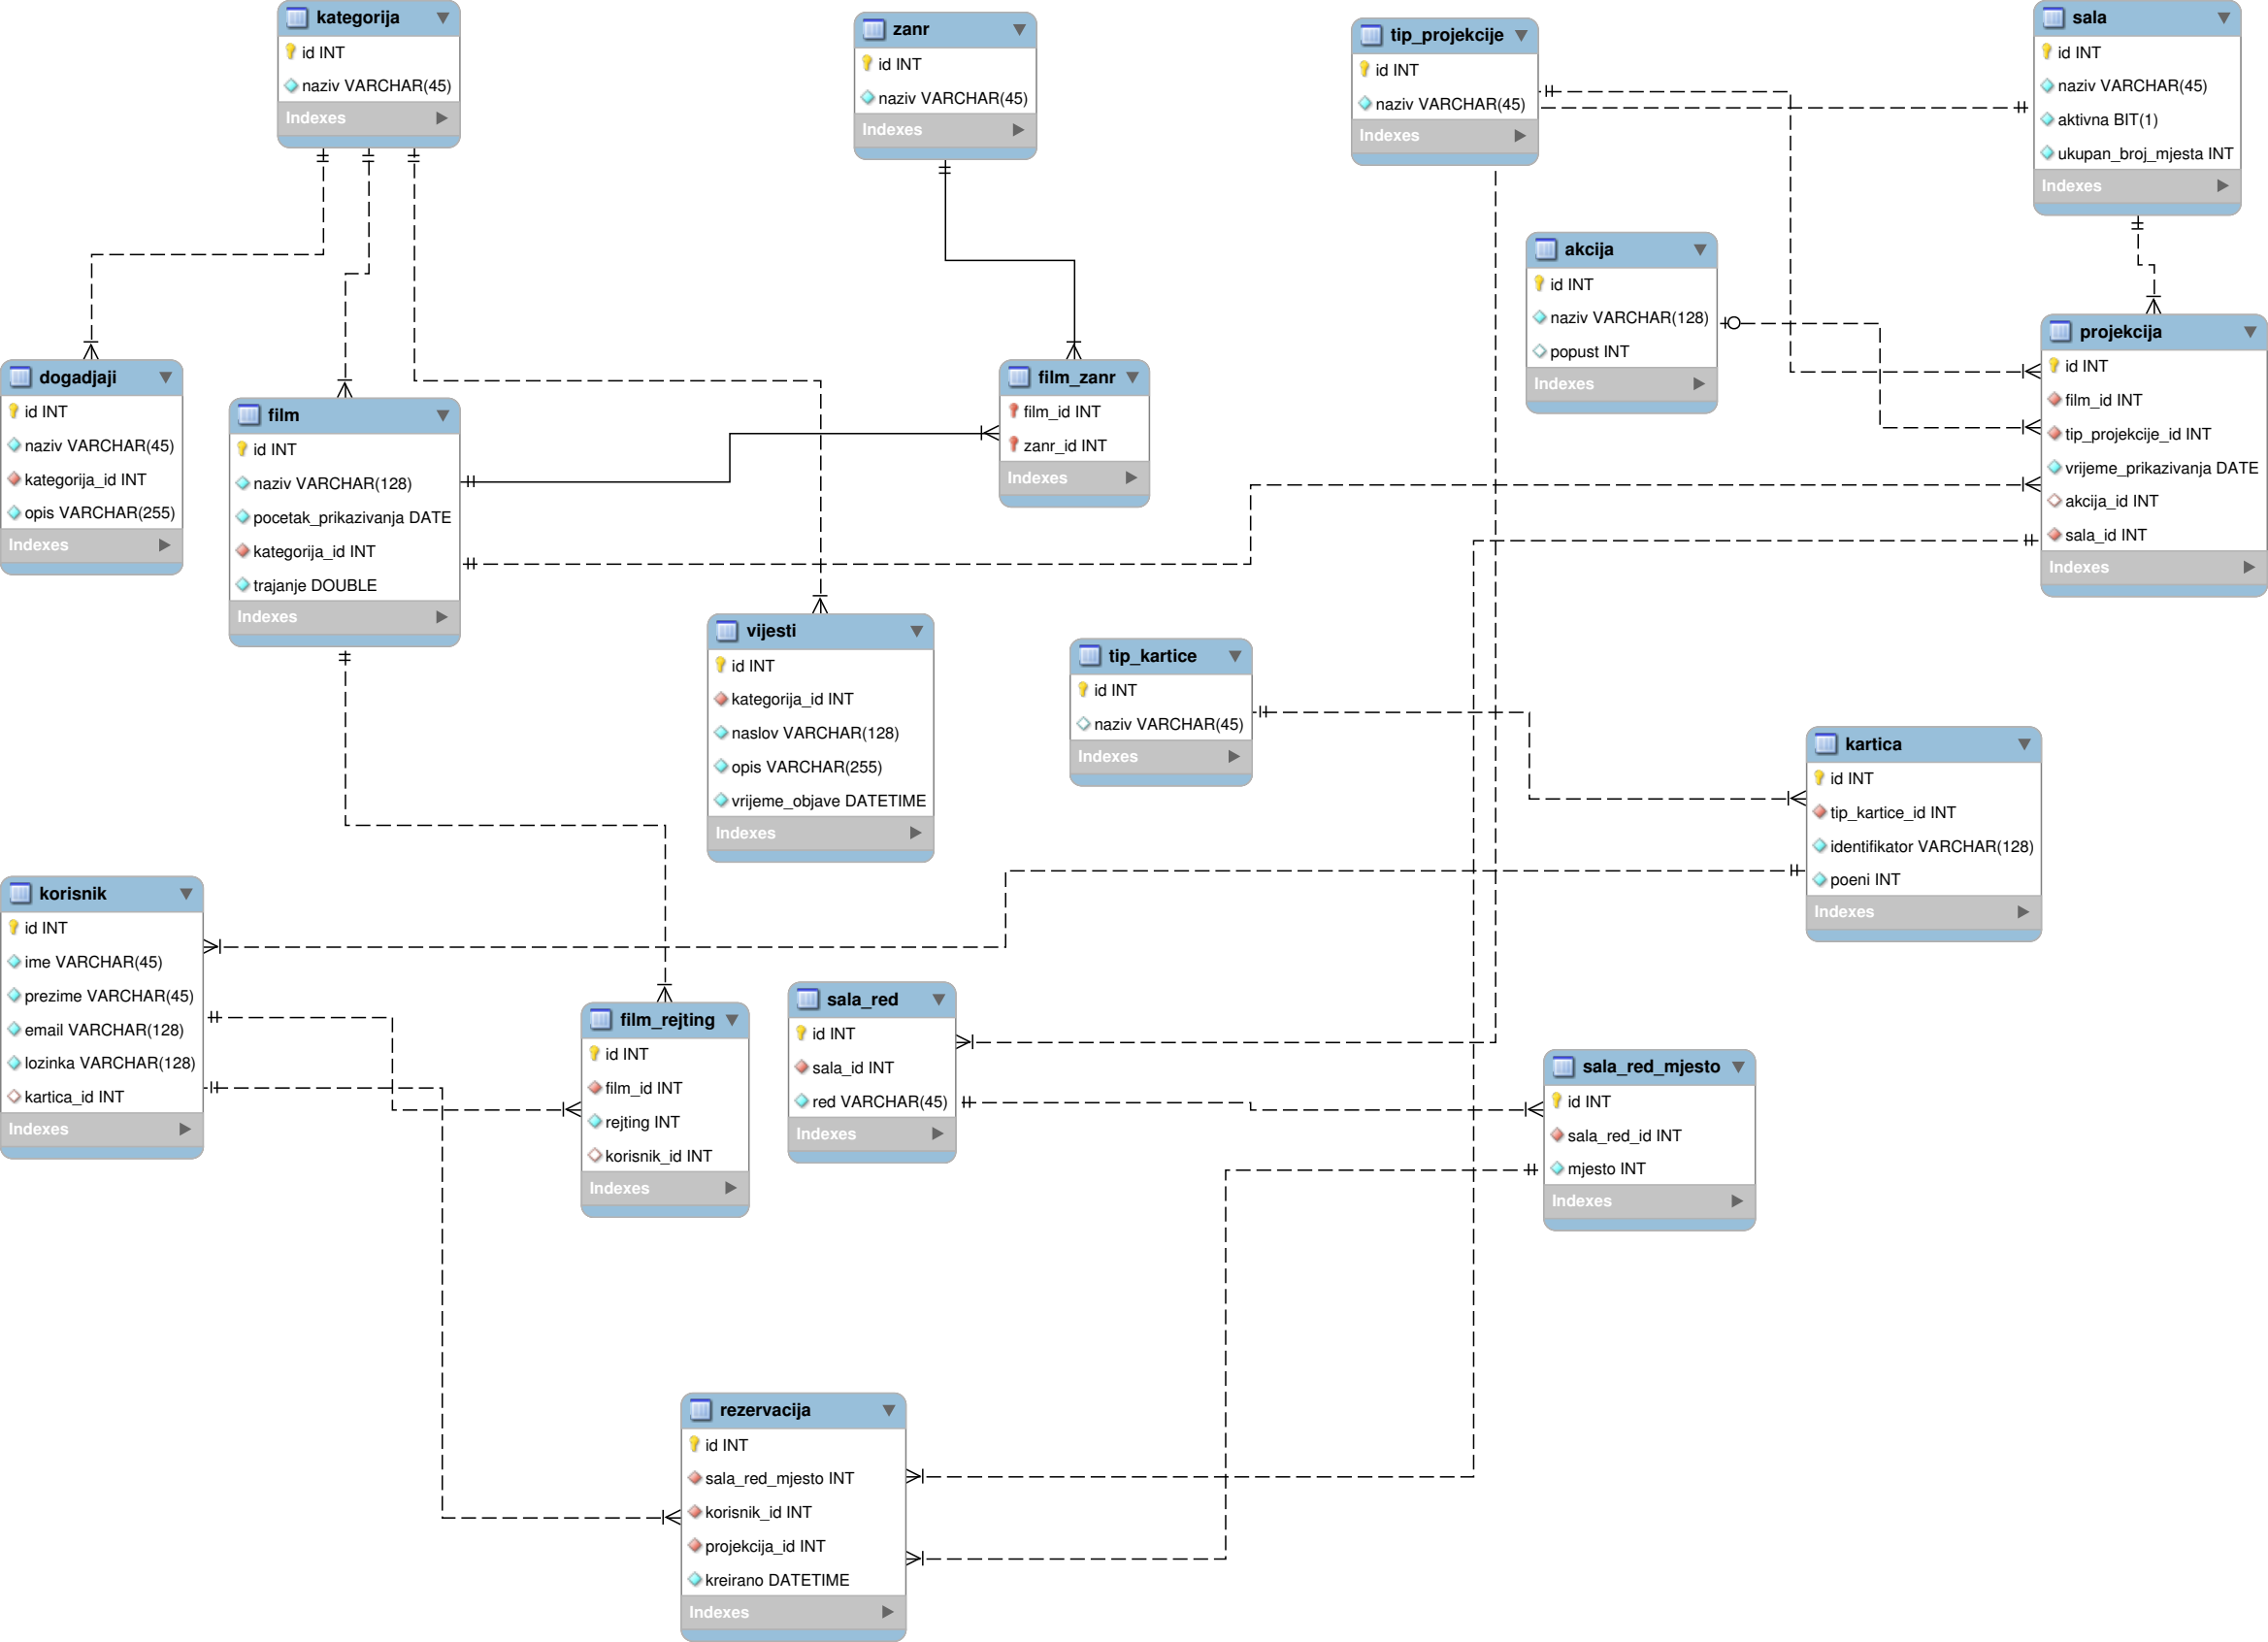 kategorija
id INT
naziv VARCHAR(45)
Indexes
zanr
id INT
naziv VARCHAR(45)
Indexes
tip_projekcije
id INT
naziv VARCHAR(45)
Indexes
sala
id INT
naziv VARCHAR(45)
aktivna BIT(1)
ukupan_broj_mjesta INT
Indexes
akcija
id INT
naziv VARCHAR(128)
popust INT
Indexes
projekcija
id INT
film_id INT
tip_projekcije_id INT
vrijeme_prikazivanja DATE
akcija_id INT
sala_id INT
Indexes
dogadjaji
id INT
naziv VARCHAR(45)
kategorija_id INT
opis VARCHAR(255)
Indexes
film
id INT
naziv VARCHAR(128)
pocetak_prikazivanja DATE
kategorija_id INT
trajanje DOUBLE
Indexes
film_zanr
film_id INT
zanr_id INT
Indexes
vijesti
id INT
kategorija_id INT
naslov VARCHAR(128)
opis VARCHAR(255)
vrijeme_objave DATETIME
Indexes
tip_kartice
id INT
naziv VARCHAR(45)
Indexes
kartica
id INT
tip_kartice_id INT
identifikator VARCHAR(128)
poeni INT
Indexes
korisnik
id INT
ime VARCHAR(45)
prezime VARCHAR(45)
email VARCHAR(128)
lozinka VARCHAR(128)
kartica_id INT
Indexes
film_rejting
id INT
film_id INT
rejting INT
korisnik_id INT
Indexes
sala_red
id INT
sala_id INT
red VARCHAR(45)
Indexes
sala_red_mjesto
id INT
sala_red_id INT
mjesto INT
Indexes
rezervacija
id INT
sala_red_mjesto INT
korisnik_id INT
projekcija_id INT
kreirano DATETIME
Indexes